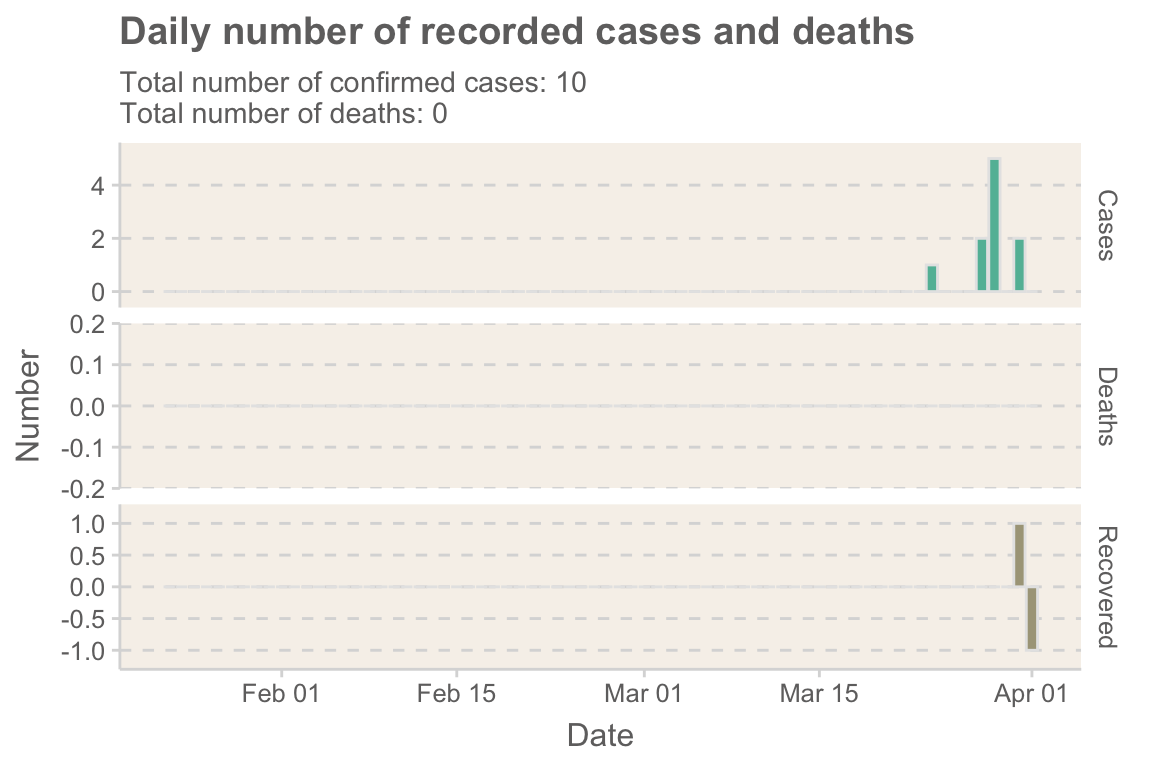 Daily number of recorded cases and deaths
Total number of confirmed cases: 10
Total number of deaths: 0
4
2
0
Cases
0.2
0.1
0.0
-0.1
-0.2
Deaths
Number
1.0
0.5
0.0
-0.5
-1.0
Recovered
Feb 01
Feb 15
Mar 01
Mar 15
Apr 01
Date